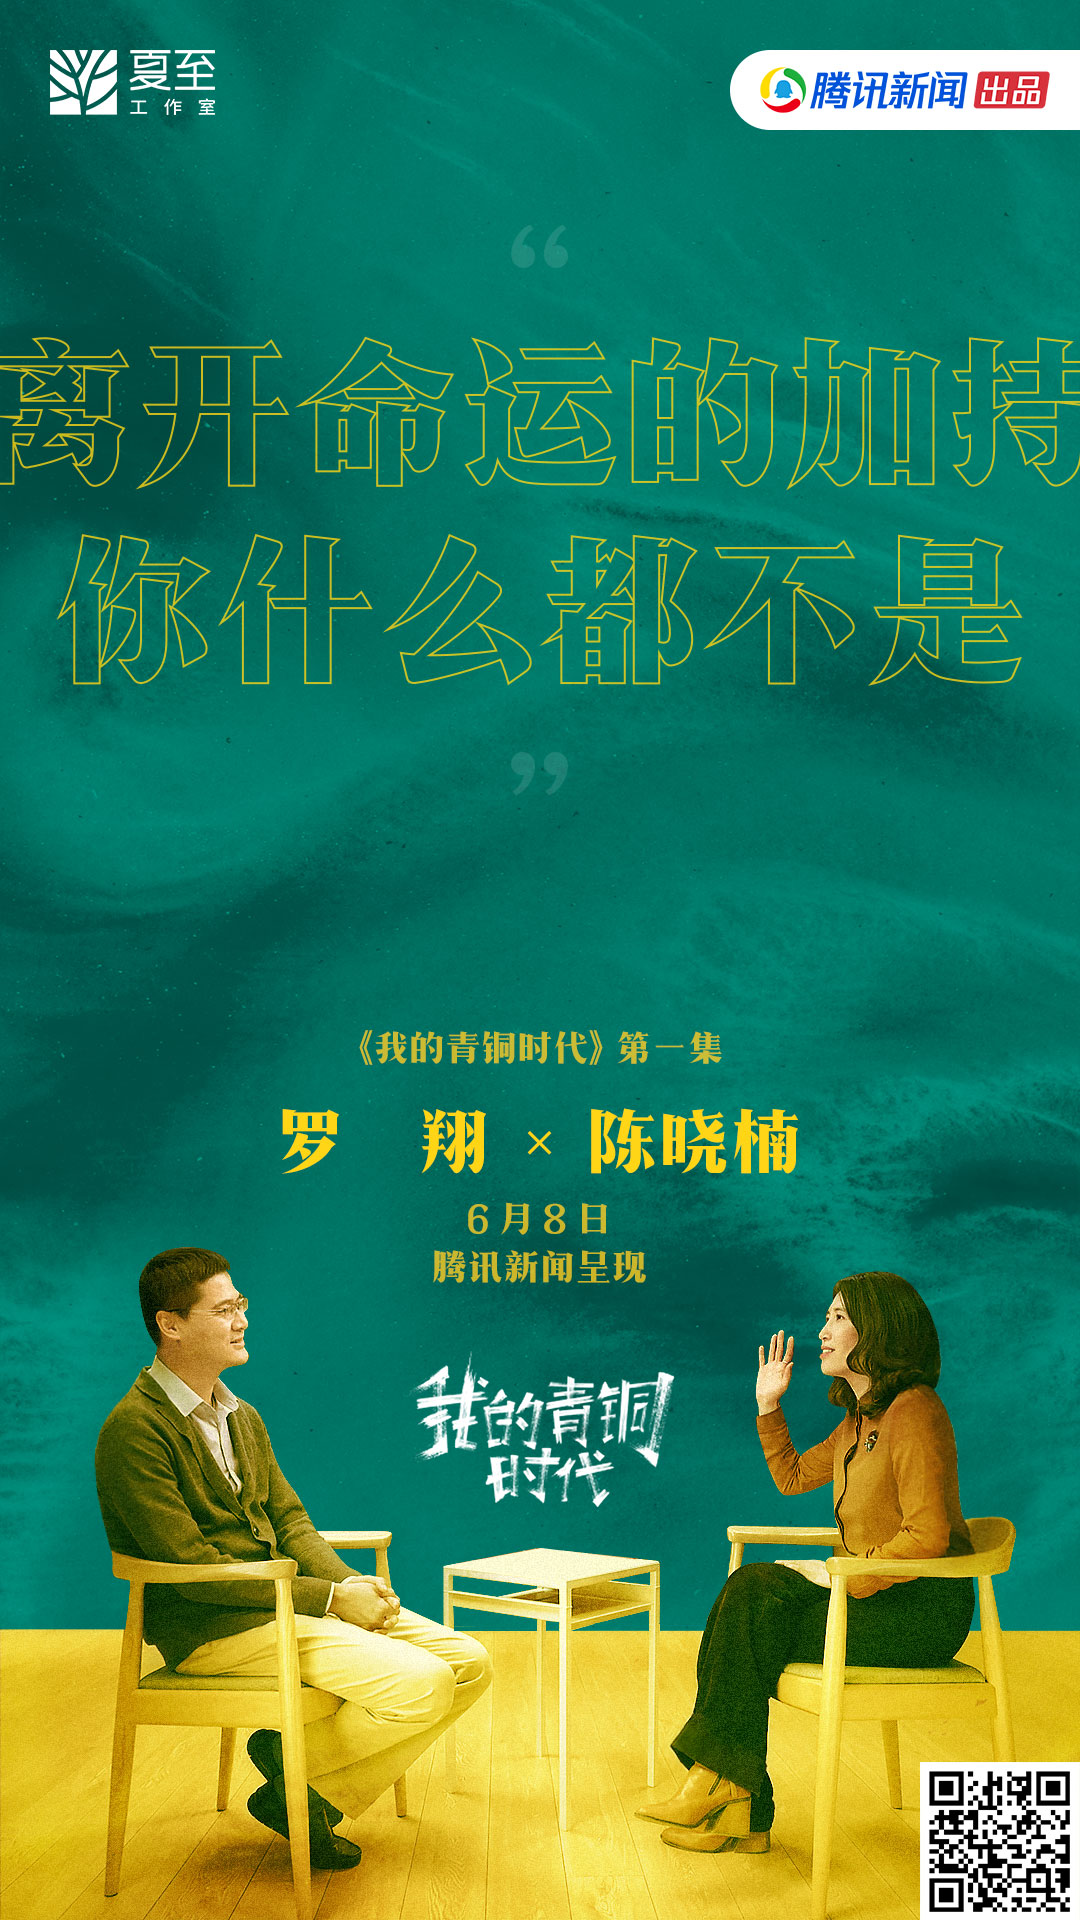 夏至
工作室
腾讯新闻 出品
“
离开命运的加持
你什么都不是
”
《我的青铜时代》第一集
罗 翔 × 陈晓楠
6月8日
腾讯新闻呈现
我的青铜
时代